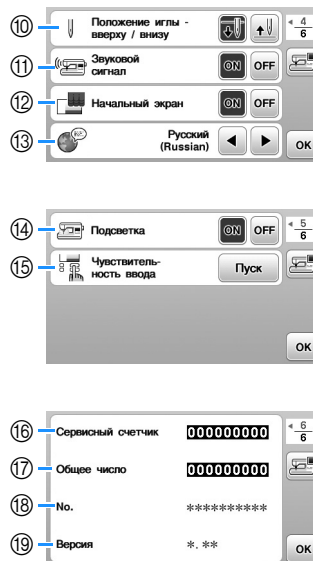 ⑩ Положение иглы -
вверху / внизу
4
6
⑪ Звуковой
сигнал
ON OFF
⑫ Начальный экран
ON OFF
⑬ Русский
(Russian)
OK
⑭ Подсветка
ON OFF
5
6
⑮ Чувствитель-
ность ввода
Пуск
OK
⑯ Сервисный счетчик 000000000
6
6
⑰ Общее число 000000000
⑱ No. **********
⑲ Версия *. **
OK